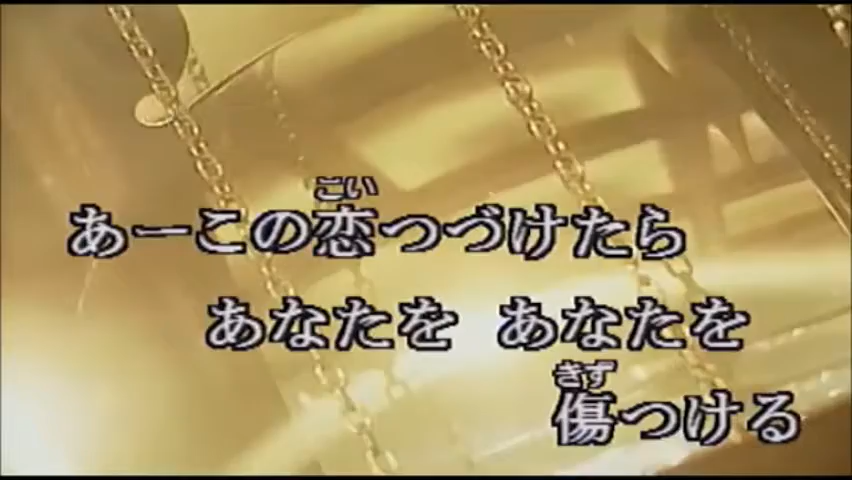 こい
あーこの恋つづけたら
あなたを あなたを
きず
傷つける